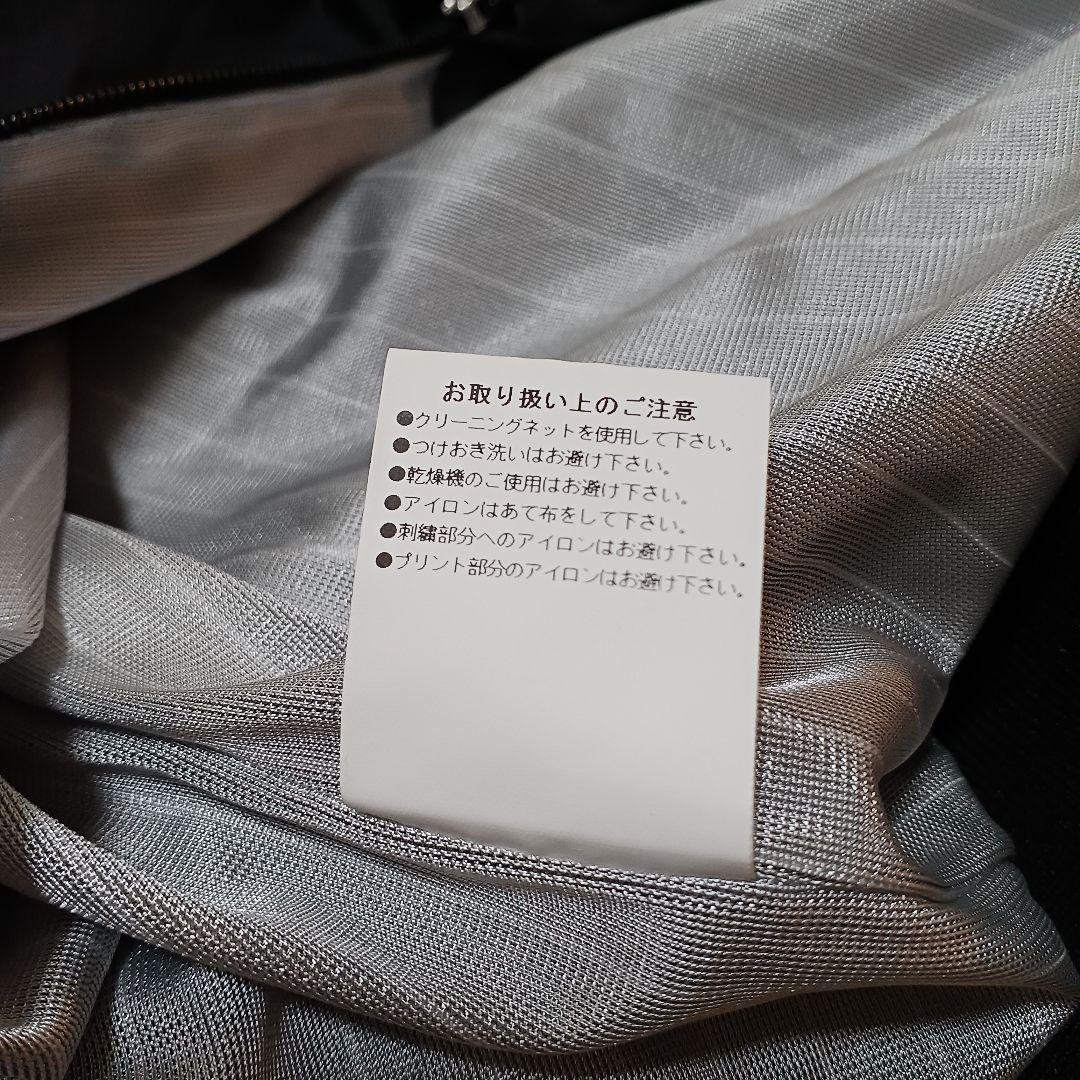 お取り扱い上のご注意
●クリーニングネットを使用して下さい。
●つけおき洗いはお避け下さい。
●乾燥機のご使用はお避け下さい。
●アイロンはあて布をして下さい。
●刺繍部分へのアイロンはお避け下さい。
●プリント部分のアイロンはお避け下さい。